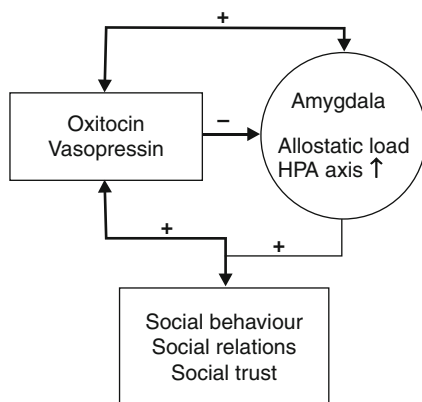 +
Oxitocin
Vasopressin
–
Amygdala
Allostatic load
HPA axis ↑
+
+
Social behaviour
Social relations
Social trust